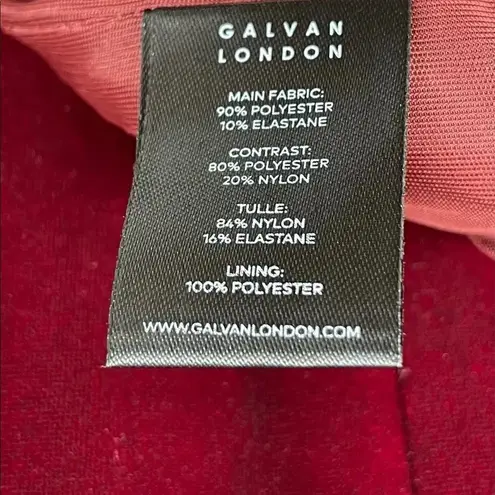 GALVAN
LONDON
MAIN FABRIC:
90% POLYESTER
10% ELASTANE
CONTRAST:
80% POLYESTER
20% NYLON
TULLE:
84% NYLON
16% ELASTANE
LINING:
100% POLYESTER
WWW.GALVANLONDON.COM